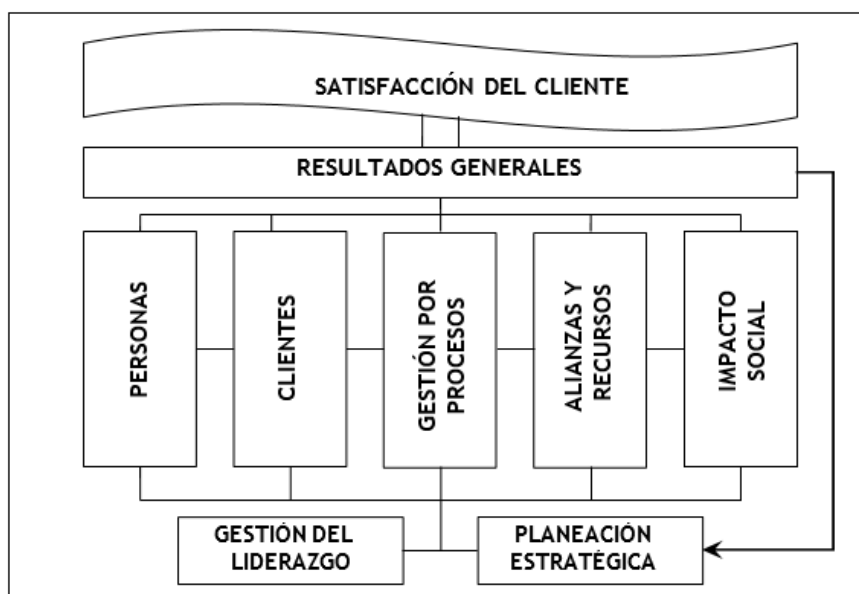 SATISFACCIÓN DEL CLIENTE
RESULTADOS GENERALES
PERSONAS
CLIENTES
GESTIÓN POR
PROCESOS
ALIANZAS Y
RECURSOS
IMPACTO
SOCIAL
GESTIÓN DEL
LIDERAZGO
PLANEACIÓN
ESTRATÉGICA